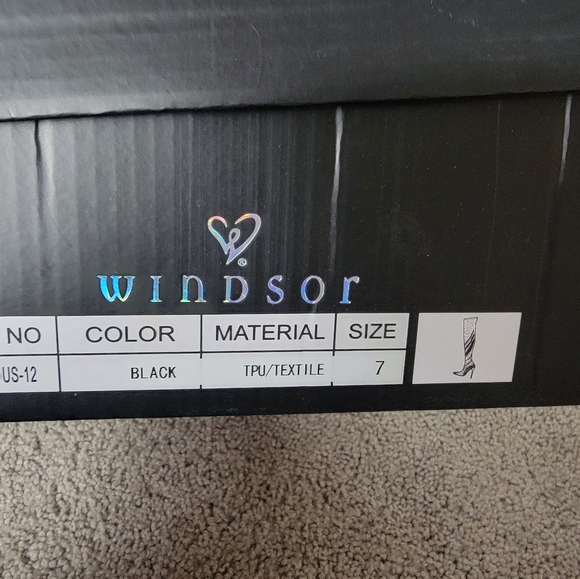 ®
WINDSOR
NO COLOR MATERIAL SIZE
US-12 BLACK TPU/TEXTILE 7